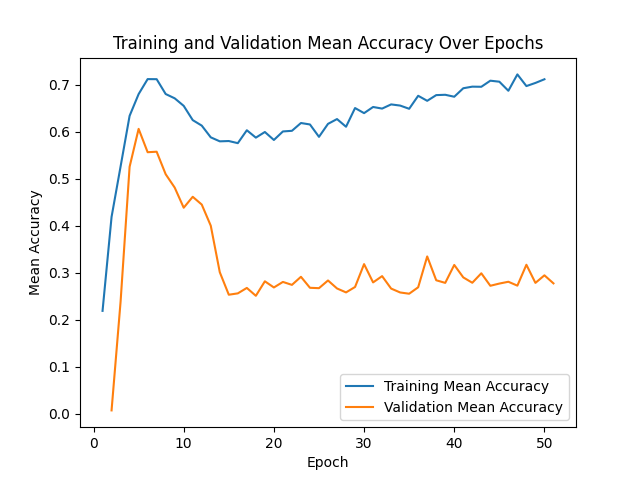 Training and Validation Mean Accuracy Over Epochs
Mean Accuracy
0.7
0.6
0.5
0.4
0.3
0.2
0.1
0.0
0 10 20 30 40 50
Epoch
Training Mean Accuracy
Validation Mean Accuracy